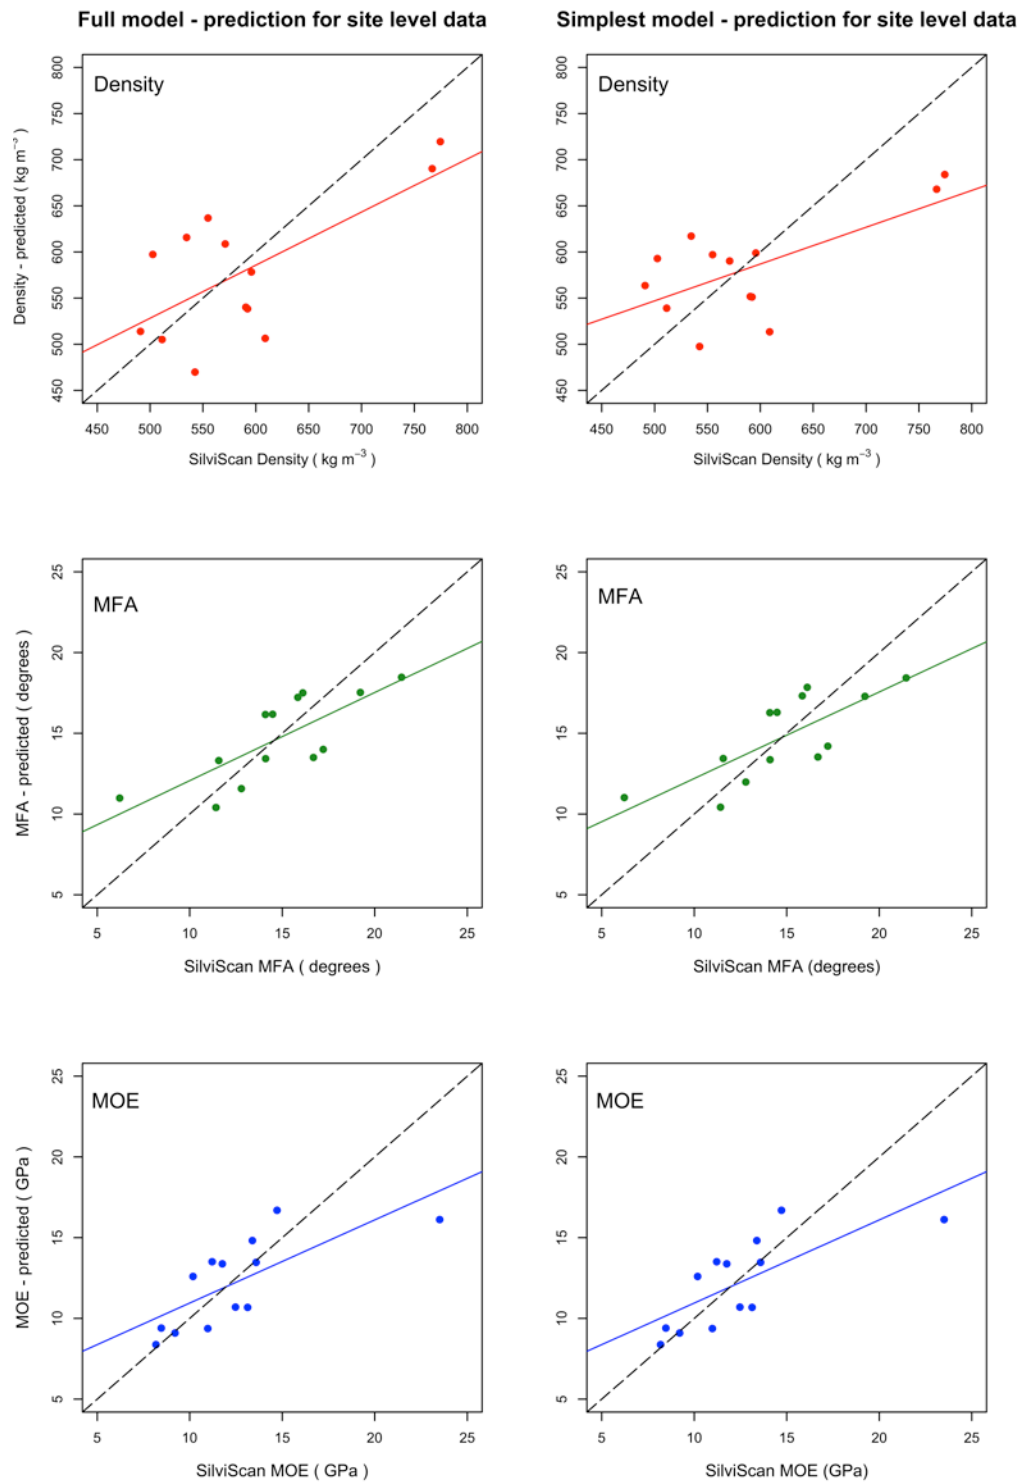 Full model - prediction for site level data
Simplest model - prediction for site level data
Density
Density - predicted ( kg m⁻³ )
800
750
700
650
600
550
500
450
450 500 550 600 650 700 750 800
SilviScan Density ( kg m⁻³ )
Density
800
750
700
650
600
550
500
450
450 500 550 600 650 700 750 800
SilviScan Density ( kg m⁻³ )
MFA
MFA - predicted ( degrees )
25
20
15
10
5
5 10 15 20 25
SilviScan MFA ( degrees )
MFA
25
20
15
10
5
5 10 15 20 25
SilviScan MFA (degrees)
MOE
MOE - predicted ( GPa )
25
20
15
10
5
5 10 15 20 25
SilviScan MOE ( GPa )
MOE
25
20
15
10
5
5 10 15 20 25
SilviScan MOE (GPa)